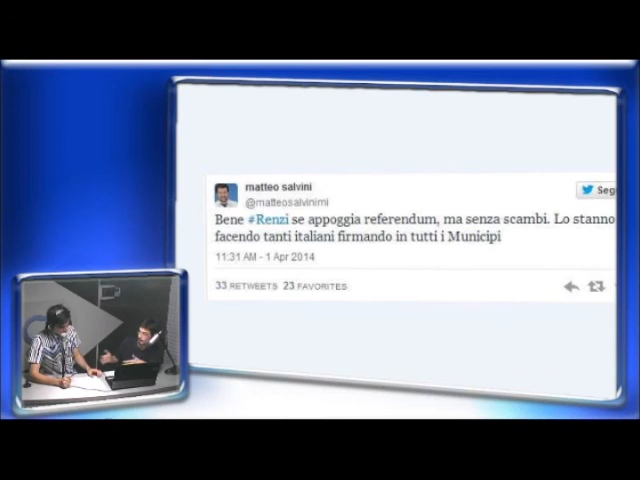 matteo salvini
@matteosalvinimi
Bene #Renzi se appoggia referendum, ma senza scambi. Lo stanno
facendo tanti italiani firmando in tutti i Municipi
11:31 AM - 1 Apr 2014
33 RETWEETS 23 FAVORITES